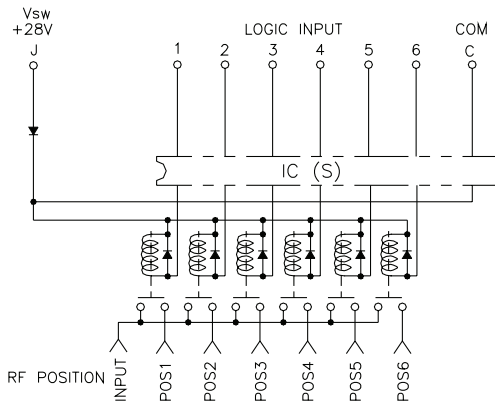 Vsw
+28V
LOGIC INPUT
COM
J
1
2
3
4
5
6
C
IC (S)
RF POSITION
INPUT
POS1
POS2
POS3
POS4
POS5
POS6